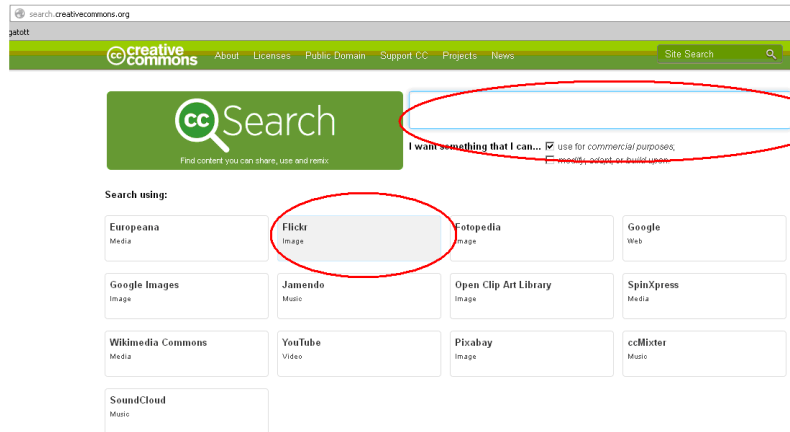 search.creativecommons.org
gatott
cc creative commons About Licenses Public Domain Support CC Projects News Site Search
cc Search
Find content you can share, use and remix
I want something that I can... use for commercial purposes;
modify, adapt, or build upon.
Search using:
Europeana Flickr Fotopedia Google
Media Image Image Web
Google Images Jamendo Open Clip Art Library SpinXpress
Image Music Image Media
Wikimedia Commons YouTube Pixabay ccMixter
Media Video Image Music
SoundCloud
Music